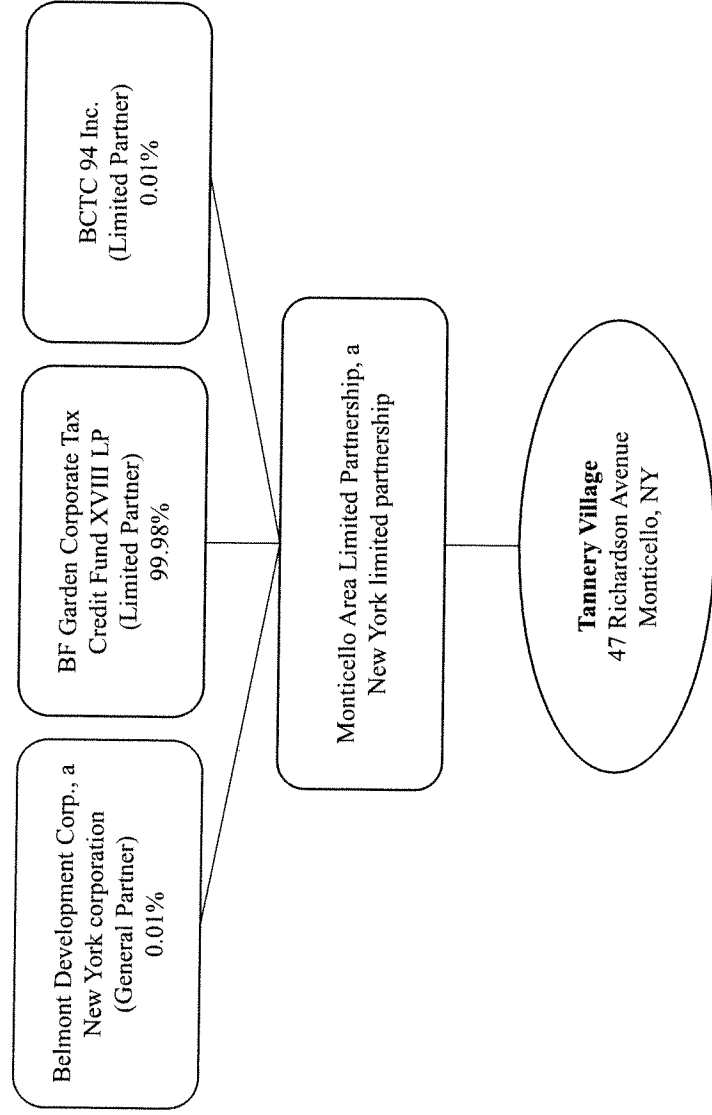 Belmont Development Corp., a
New York corporation
(General Partner)
0.01%
BF Garden Corporate Tax
Credit Fund XVIII LP
(Limited Partner)
99.98%
BCTC 94 Inc.
(Limited Partner)
0.01%
Monticello Area Limited Partnership, a
New York limited partnership
Tannery Village
47 Richardson Avenue
Monticello, NY